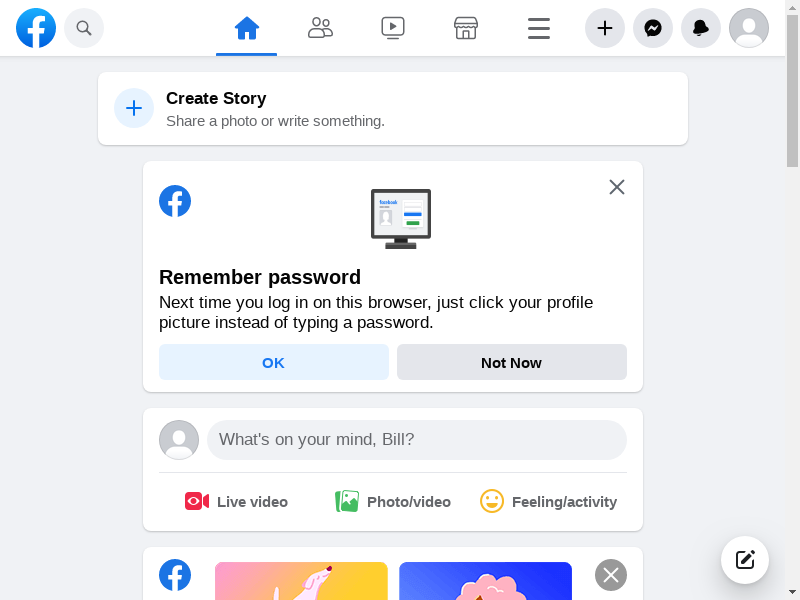 Create Story
Share a photo or write something.
facebook
Remember password
Next time you log in on this browser, just click your profile
picture instead of typing a password.
OK
Not Now
What's on your mind, Bill?
Live video
Photo/video
Feeling/activity